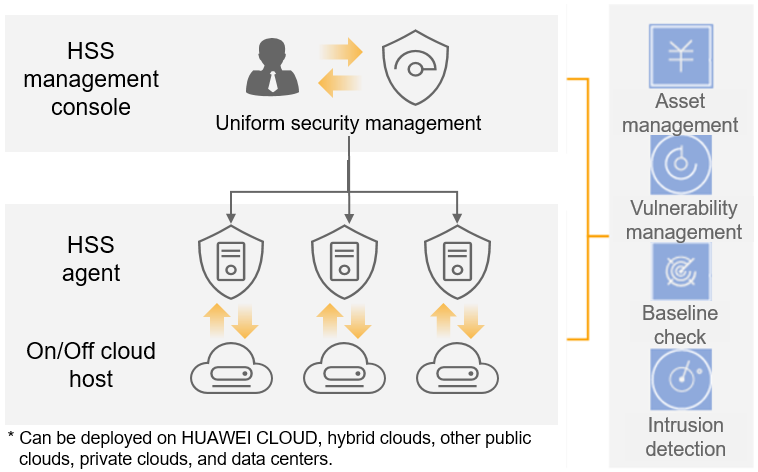 HSS
management
console
Uniform security management
HSS
agent
On/Off cloud
host
* Can be deployed on HUAWEI CLOUD, hybrid clouds, other public
clouds, private clouds, and data centers.
¥
Asset
management
Vulnerability
management
Baseline
check
Intrusion
detection